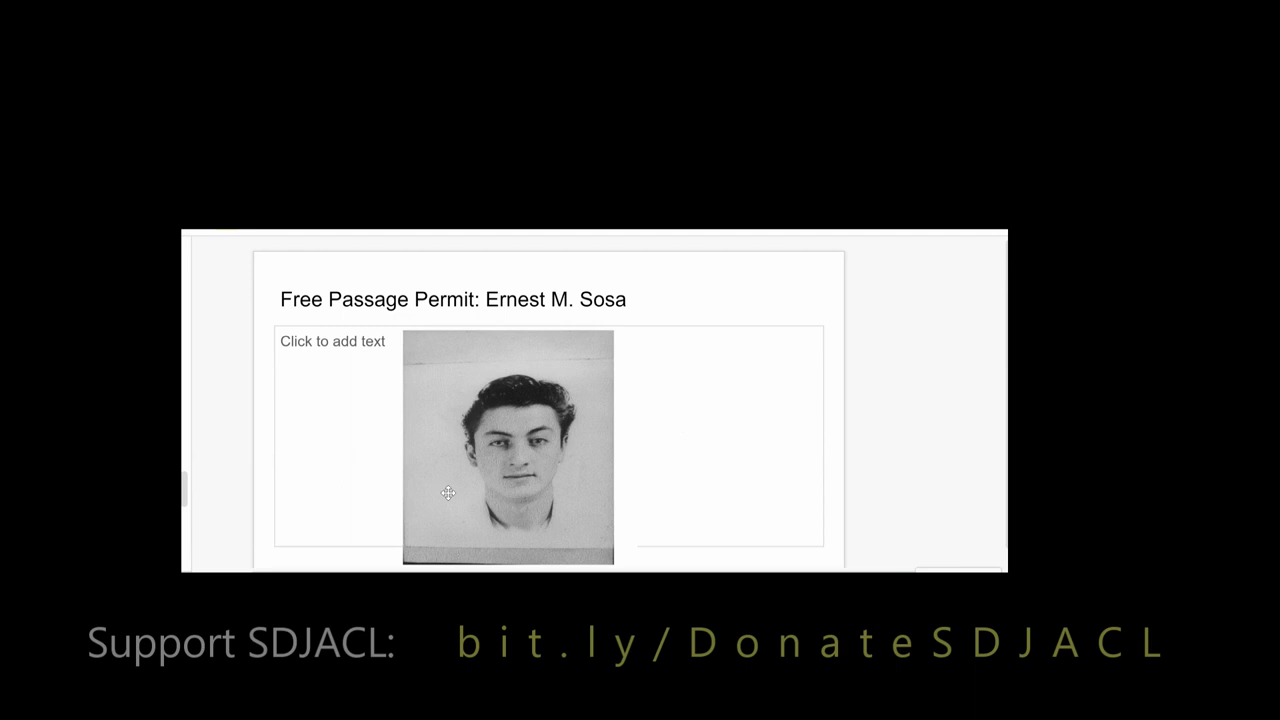 Free Passage Permit: Ernest M. Sosa
Click to add text
Support SDJACL: bit.ly/DonateSDJACL